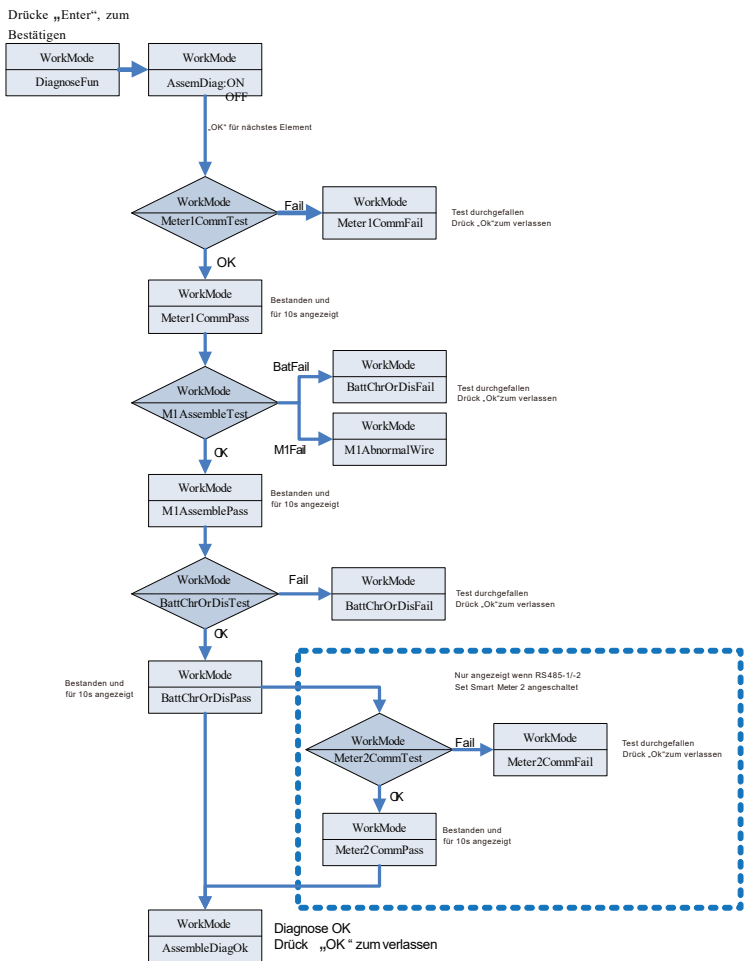 Drücke „Enter“, zum
Bestätigen
WorkMode
DiagnoseFun
WorkMode
AssemDiag:ON
OFF
„OK“ für nächstes Element
WorkMode
Meter1CommTest
Fail
WorkMode
Meter1CommFail
Test durchgefallen
Drück „Ok“zum verlassen
OK
WorkMode
Meter1CommPass
Bestanden und
für 10s angezeigt
WorkMode
M1AssembleTest
BatFail
WorkMode
BattChrOrDisFail
Test durchgefallen
Drück „Ok“zum verlassen
M1Fail
WorkMode
M1AbnormalWire
OK
WorkMode
M1AssemblePass
Bestanden und
für 10s angezeigt
WorkMode
BattChrOrDisTest
Fail
WorkMode
BattChrOrDisFail
Test durchgefallen
Drück „Ok“zum verlassen
OK
Bestanden und
für 10s angezeigt
WorkMode
BattChrOrDisPass
Nur angezeigt wenn RS485-1/-2
Set Smart Meter 2 angeschaltet
WorkMode
Meter2CommTest
Fail
WorkMode
Meter2CommFail
Test durchgefallen
Drück „Ok“zum verlassen
OK
WorkMode
Meter2CommPass
Bestanden und
für 10s angezeigt
WorkMode
AssembleDiagOk
Diagnose OK
Drück „OK “ zum verlassen